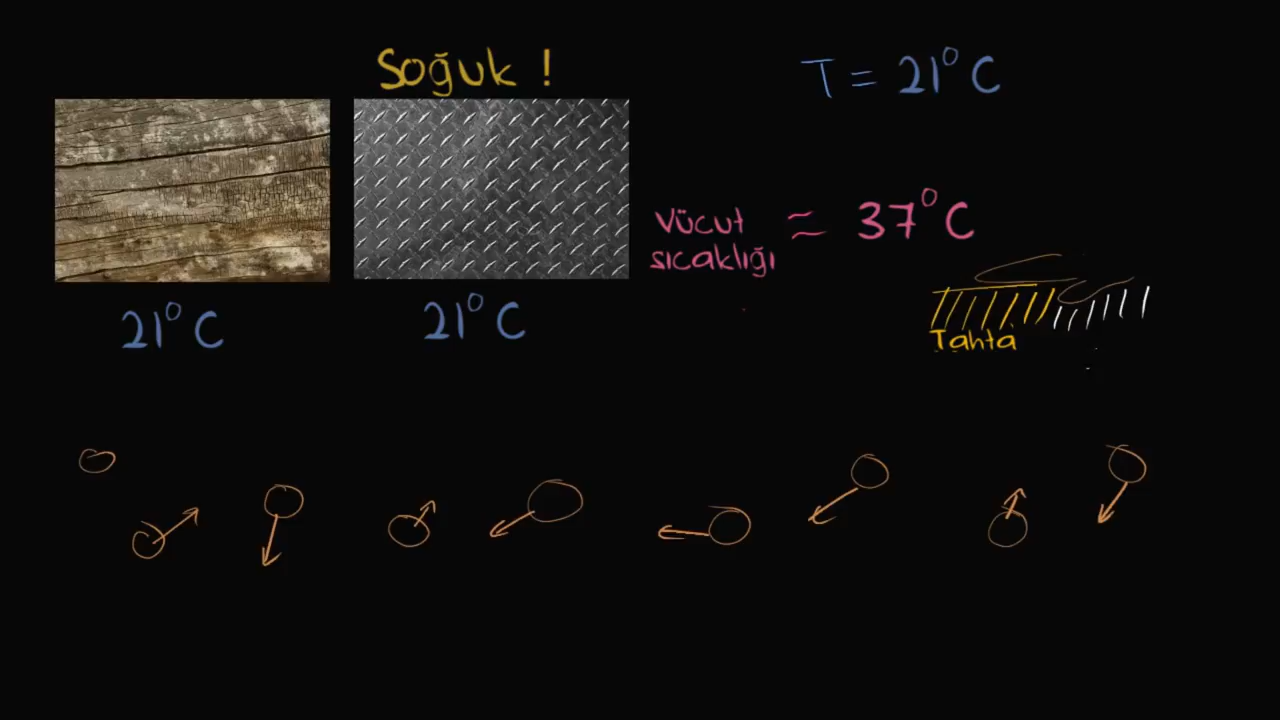 Soğuk !
T = 21° C
Vücut
sıcaklığı ≈ 37° C
21° C
21° C
Tahta